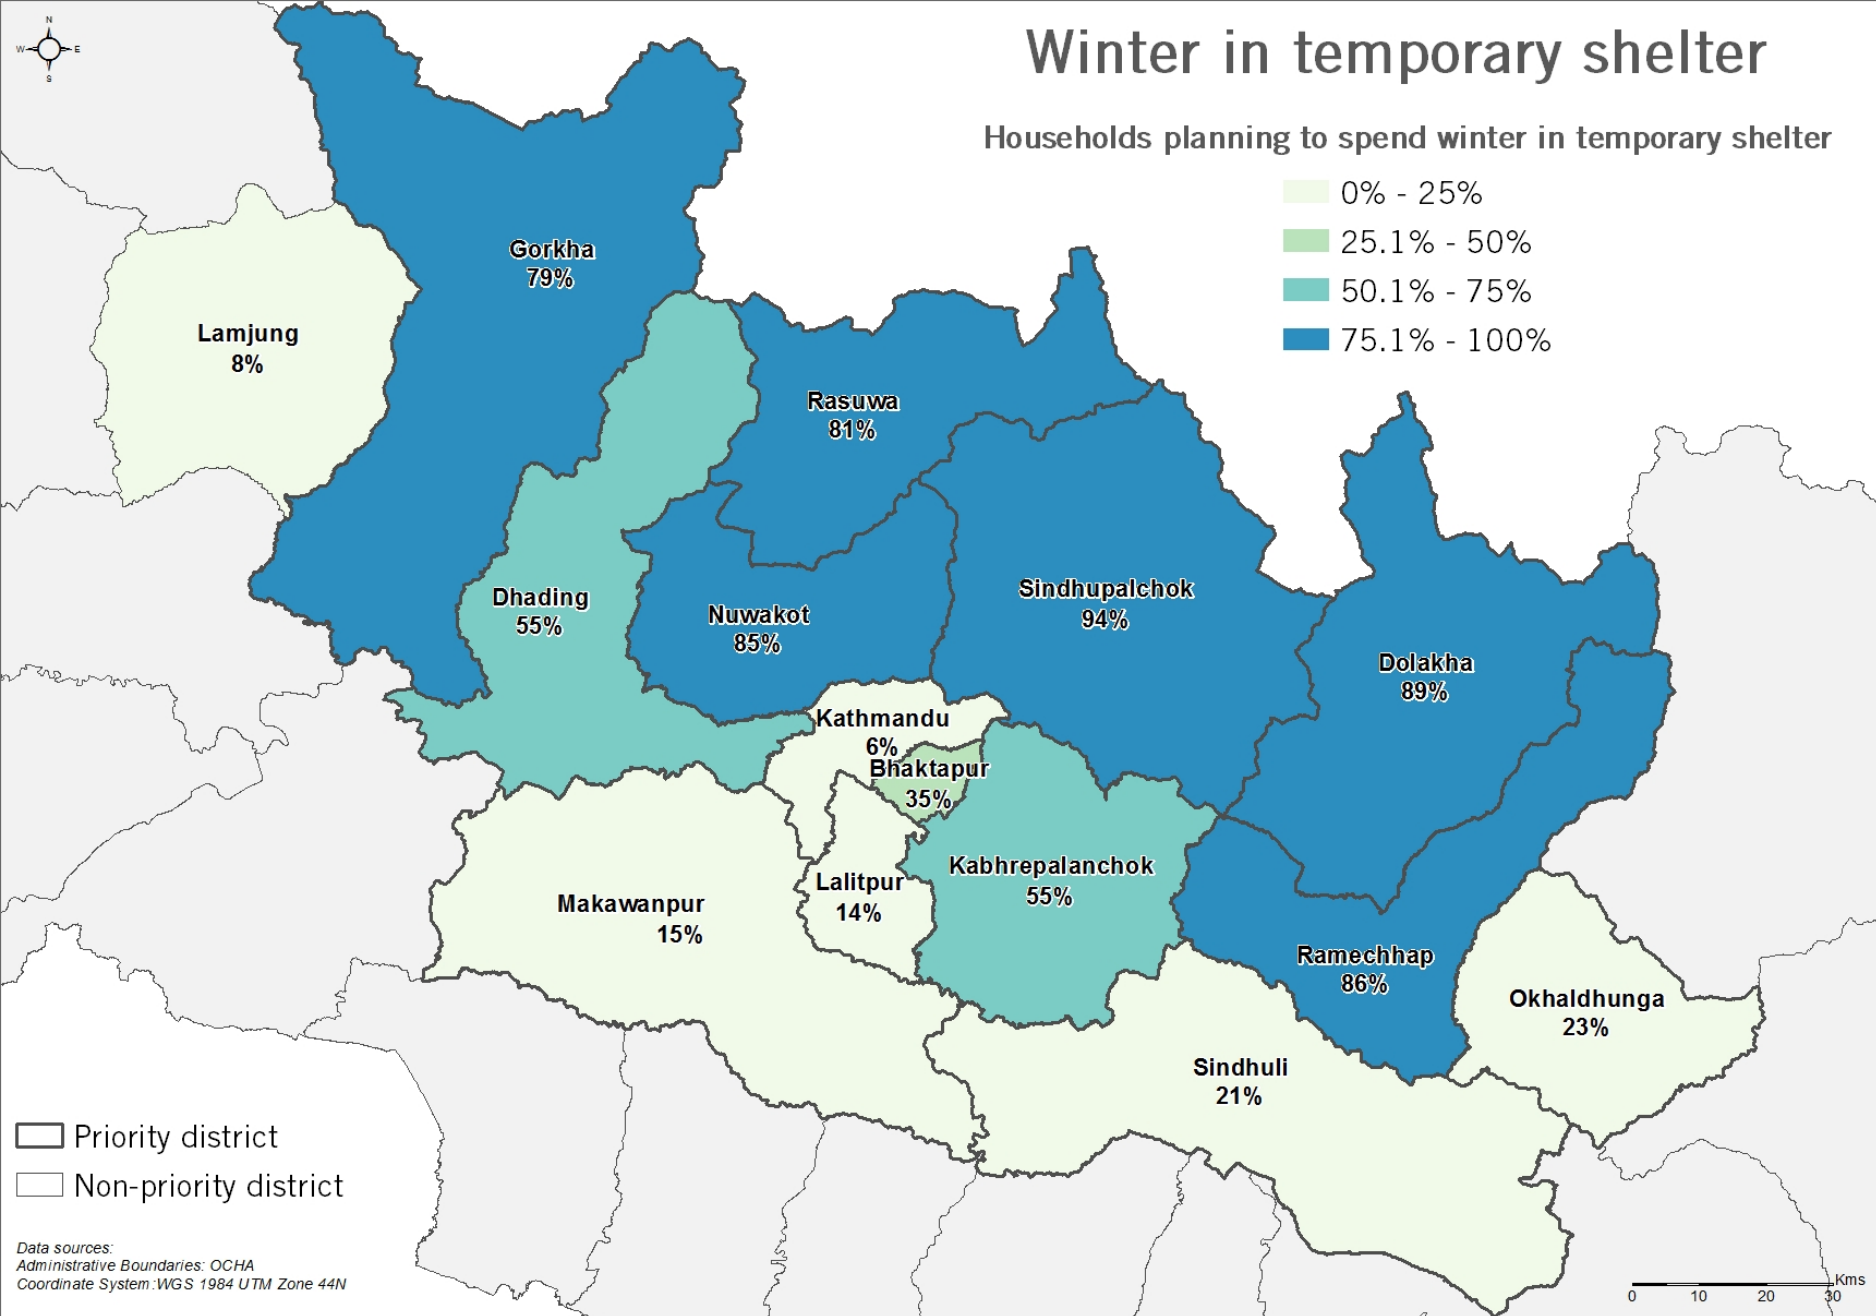 N
W E
S
Winter in temporary shelter
Households planning to spend winter in temporary shelter
0% - 25%
25.1% - 50%
50.1% - 75%
75.1% - 100%
Gorkha
79%
Lamjung
8%
Rasuwa
81%
Dhading
55%
Nuwakot
85%
Sindhupalchok
94%
Dolakha
89%
Kathmandu
6%
Bhaktapur
35%
Kabhrepalanchok
55%
Lalitpur
14%
Makawanpur
15%
Ramechhap
86%
Okhaldhunga
23%
Sindhuli
21%
Priority district
Non-priority district
Data sources:
Administrative Boundaries: OCHA
Coordinate System:WGS 1984 UTM Zone 44N
Kms
0 10 20 30